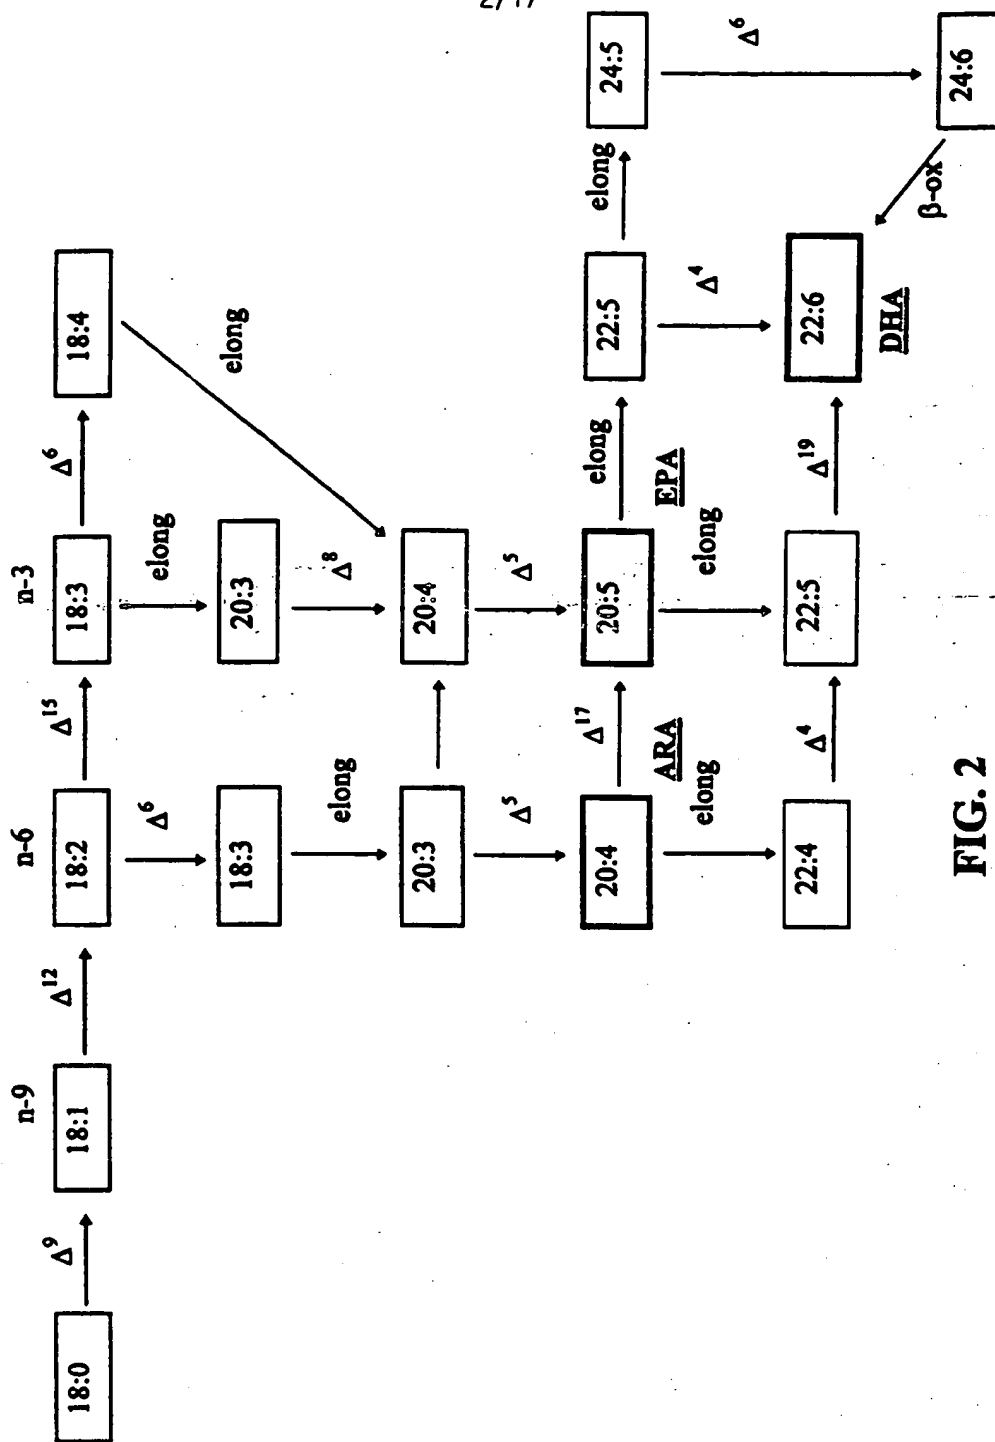 2/17
n-9
n-6
n-3
18:0
Δ⁹
18:1
Δ¹²
18:2
Δ¹⁵
18:3
Δ⁶
18:4
Δ⁶
elong
elong
18:3
20:3
elong
Δ⁸
20:3
20:4
Δ⁵
Δ⁵
20:4
Δ¹⁷
20:5
elong
22:5
elong
24:5
ARA
EPA
elong
elong
Δ⁴
Δ⁶
22:4
Δ⁴
22:5
Δ¹⁹
22:6
β-ox
24:6
DHA
FIG. 2